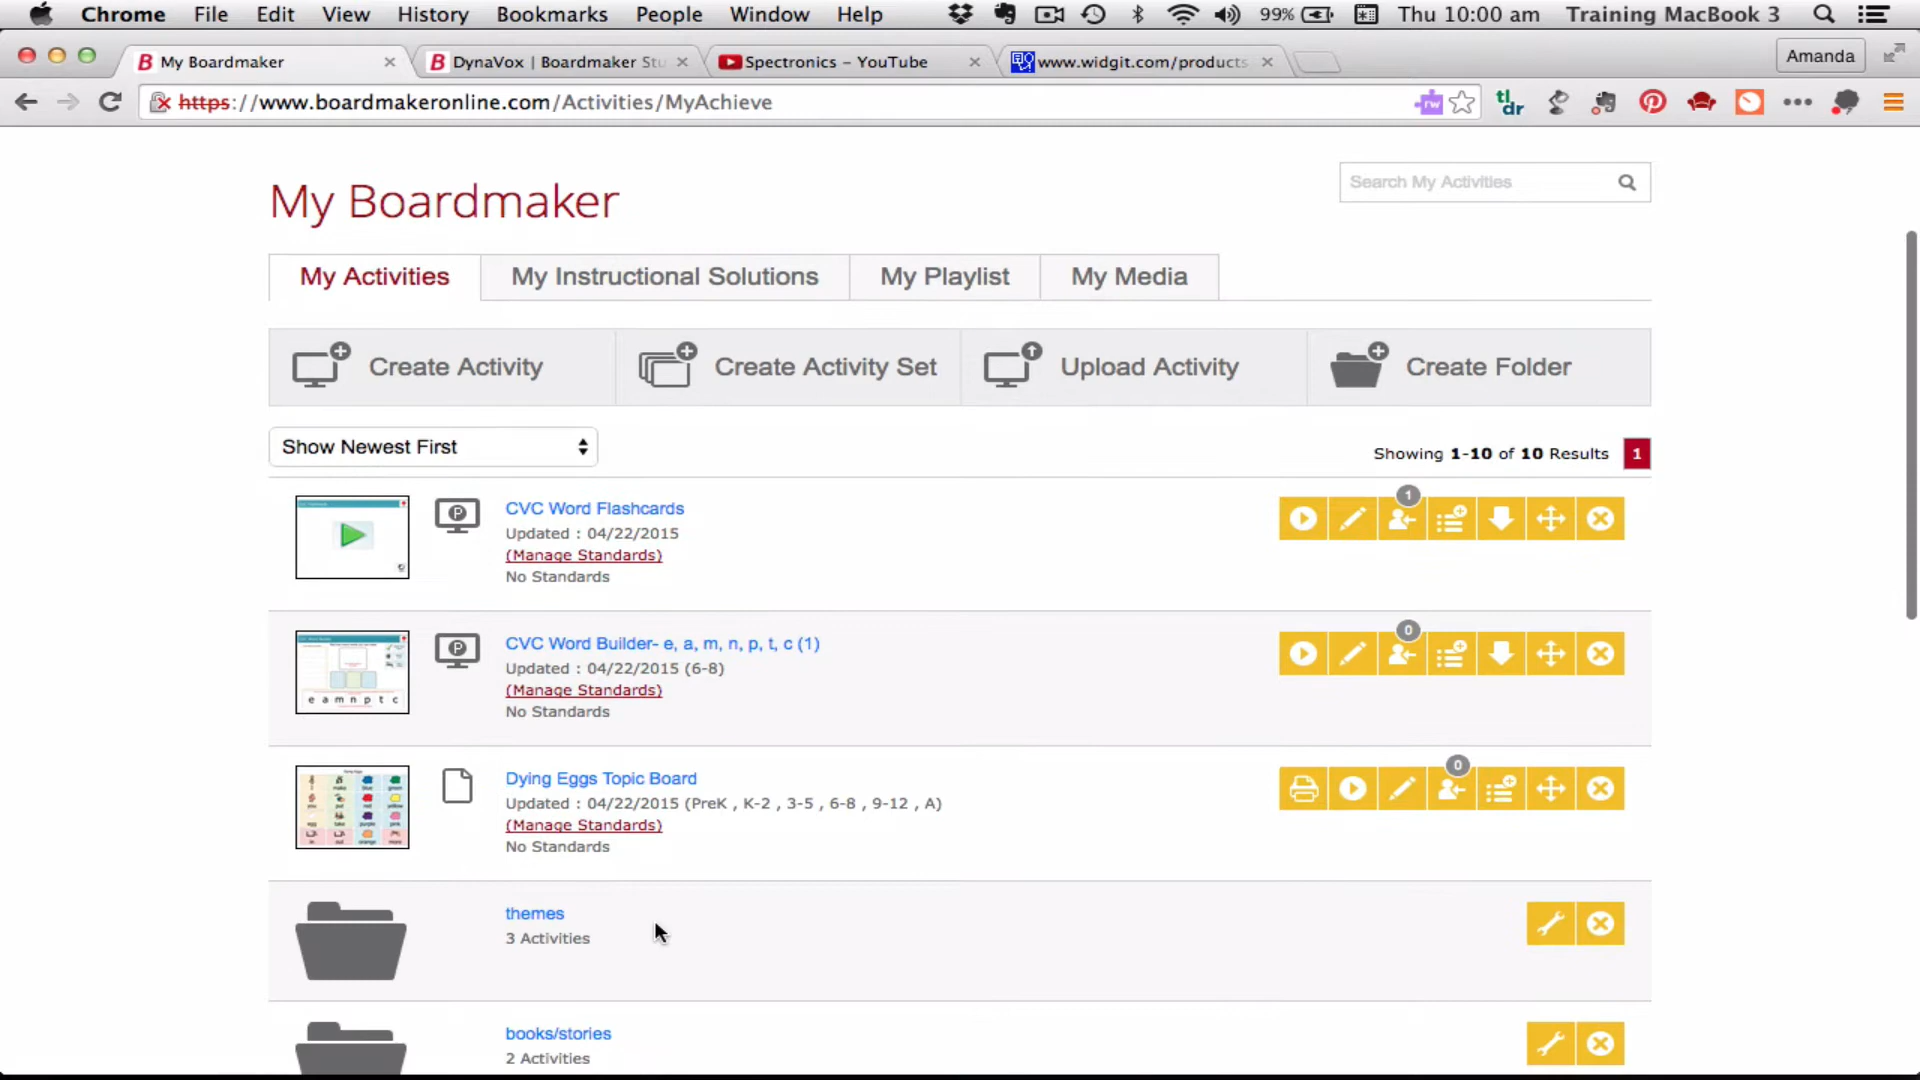 Chrome File Edit View History Bookmarks People Window Help 99% Thu 10:00 am Training MacBook 3
My Boardmaker DynaVox | Boardmaker Stu Spectronics - YouTube www.widgit.com/products Amanda
https://www.boardmakeronline.com/Activities/MyAchieve rw tl dr
My Boardmaker
Search My Activities
My Activities My Instructional Solutions My Playlist My Media
Create Activity Create Activity Set Upload Activity Create Folder
Show Newest First Showing 1-10 of 10 Results 1
CVC Word Flashcards 1
Updated : 04/22/2015
(Manage Standards)
No Standards
CVC Word Builder- e, a, m, n, p, t, c (1) 0
Updated : 04/22/2015 (6-8)
(Manage Standards)
No Standards
e a m n p t c
Dying Eggs Topic Board 0
Updated : 04/22/2015 (PreK , K-2 , 3-5 , 6-8 , 9-12 , A)
(Manage Standards)
No Standards
themes
3 Activities
books/stories
2 Activities